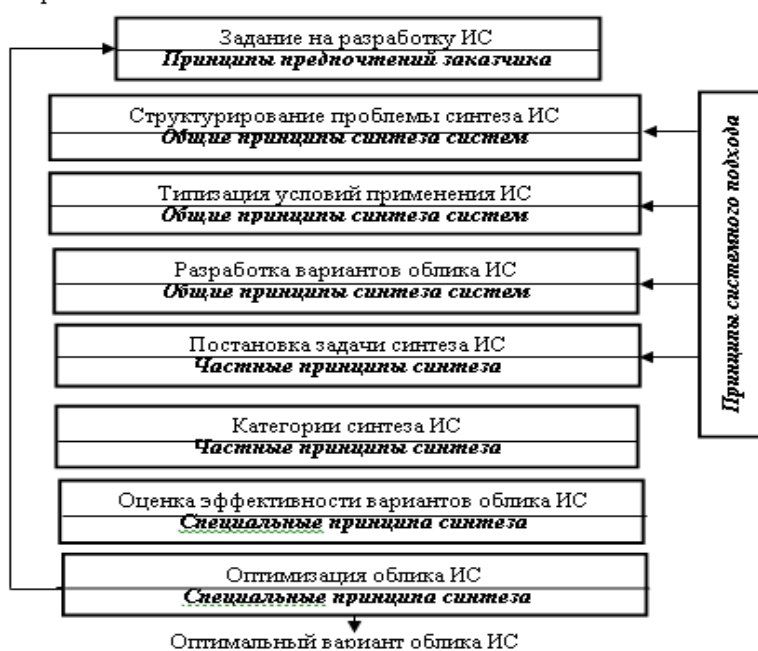 Задание на разработку ИС
Принципы предпочтений заказчика
Структурирование проблемы синтеза ИС
Общие принципы синтеза систем
Типизация условий применения ИС
Общие принципы синтеза систем
Разработка вариантов облика ИС
Общие принципы синтеза систем
Постановка задачи синтеза ИС
Частные принципы синтеза
Категории синтеза ИС
Частные принципы синтеза
Оценка эффективности вариантов облика ИС
Специальные принципа синтеза
Оптимизация облика ИС
Специальные принципа синтеза
Оптимальный вариант облика ИС
Принципы системного подхода